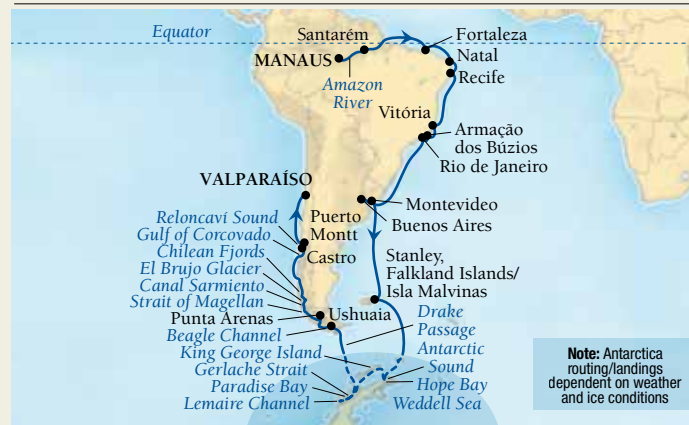 Equator
Santarém
Fortaleza
MANAUS
Natal
Recife
Amazon
River
Vitória
Armação
dos Búzios
Rio de Janeiro
VALPARAÍSO
Montevideo
Buenos Aires
Reloncaví Sound
Gulf of Corcovado
Chilean Fjords
El Brujo Glacier
Canal Sarmiento
Strait of Magellan
Punta Arenas
Beagle Channel
King George Island
Gerlache Strait
Paradise Bay
Lemaire Channel
Puerto
Montt
Castro
Ushuaia
Stanley,
Falkland Islands/
Isla Malvinas
Drake
Passage
Antarctic
Sound
Hope Bay
Weddell Sea
Note: Antarctica
routing/landings
dependent on weather
and ice conditions